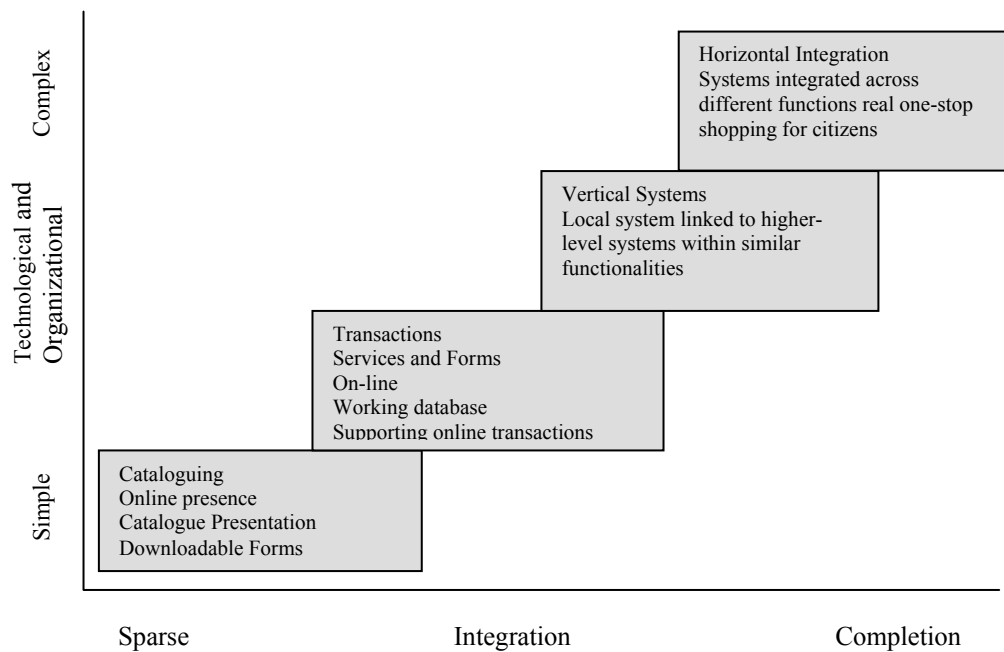 Complex
Horizontal Integration
Systems integrated across
different functions real one-stop
shopping for citizens
Technological and
Organizational
Vertical Systems
Local system linked to higher-
level systems within similar
functionalities
Transactions
Services and Forms
On-line
Working database
Supporting online transactions
Simple
Cataloguing
Online presence
Catalogue Presentation
Downloadable Forms
Sparse
Integration
Completion